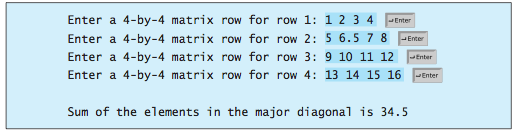 Enter a 4-by-4 matrix row for row 1: 1 2 3 4 ↵Enter
Enter a 4-by-4 matrix row for row 2: 5 6.5 7 8 ↵Enter
Enter a 4-by-4 matrix row for row 3: 9 10 11 12 ↵Enter
Enter a 4-by-4 matrix row for row 4: 13 14 15 16 ↵Enter
Sum of the elements in the major diagonal is 34.5